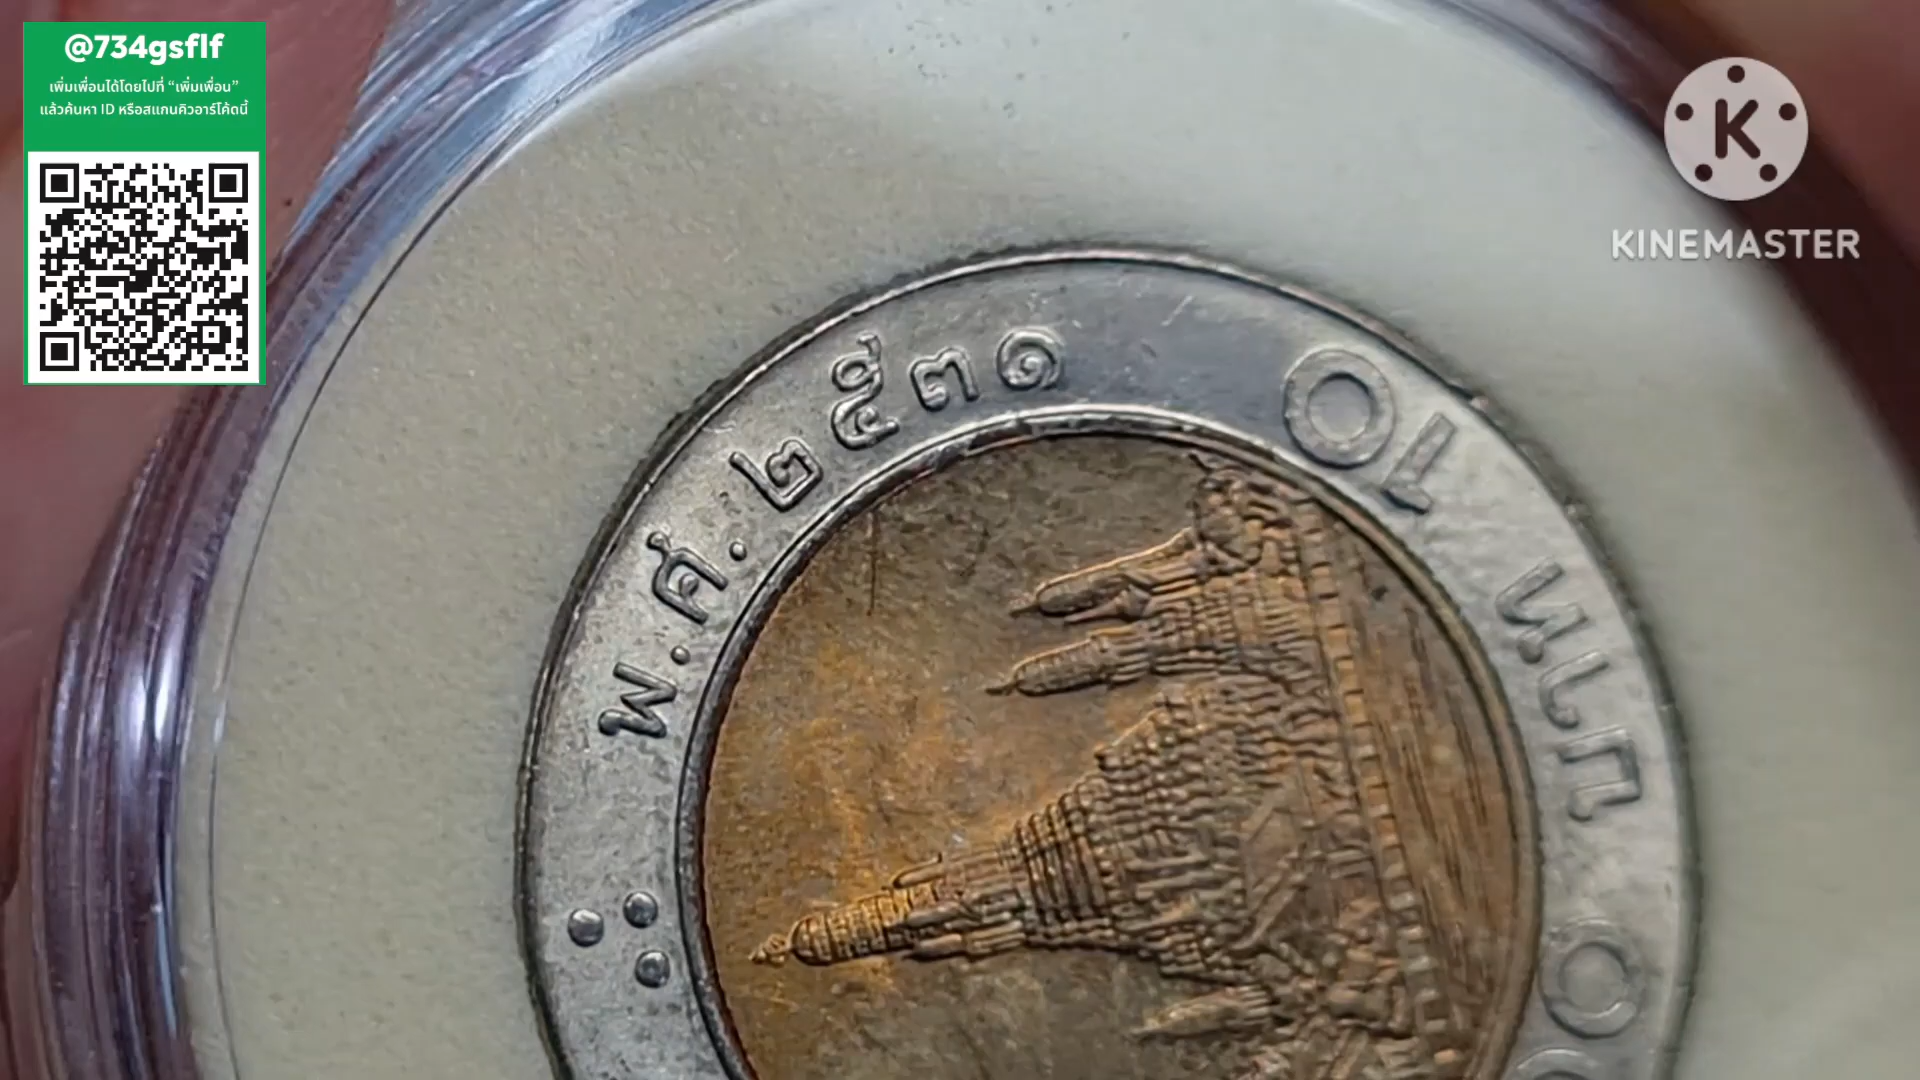 @734gsflf
เพิ่มเพื่อนได้โดยไปที่ “เพิ่มเพื่อน”
แล้วค้นหา ID หรือสแกนคิวอาร์โค้ดนี้
K
KINEMASTER
พ.ศ.๒๕๓๑
10 บาท